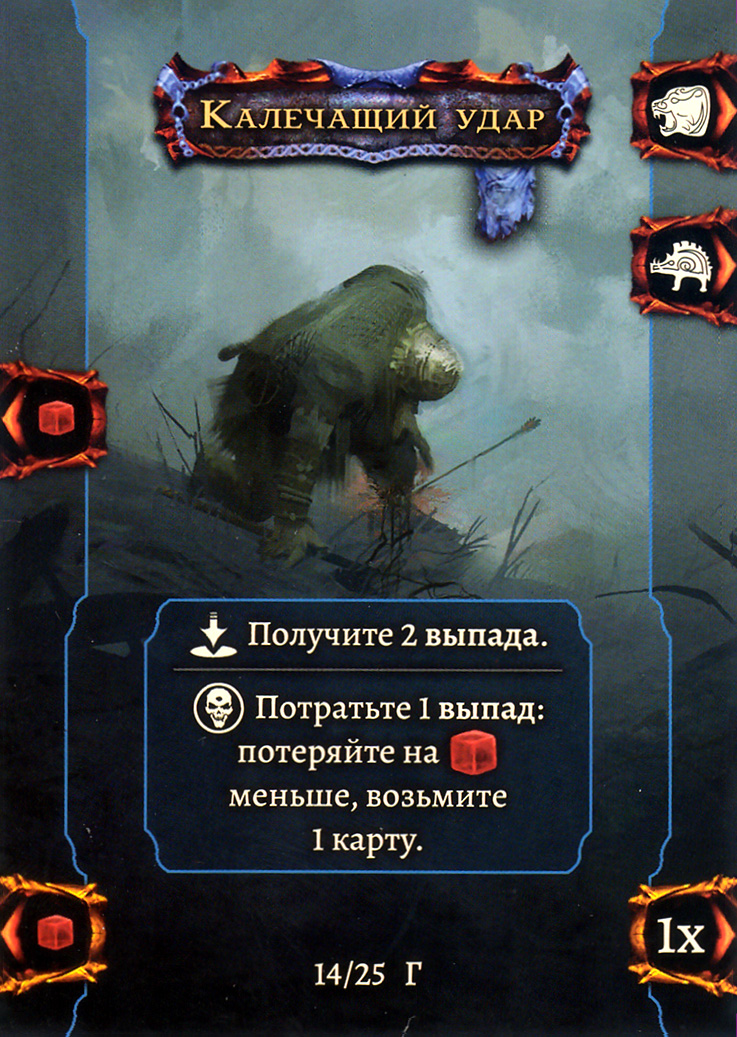 Калечащий удар
Получите 2 выпада.
Потратьте 1 выпад:
потеряйте на
меньше, возьмите
1 карту.
1x
14/25 Г